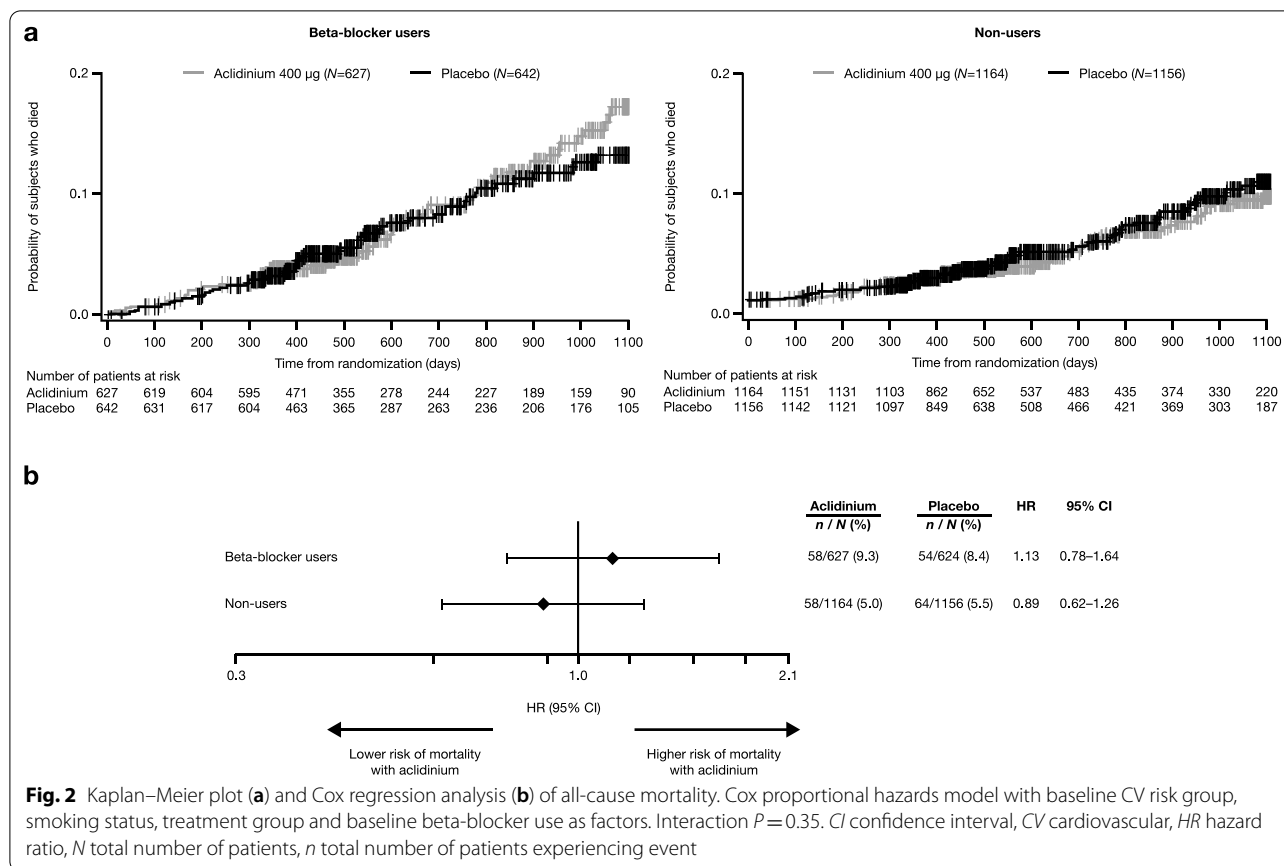 a
Beta-blocker users
Non-users
Aclidinium 400 µg (N=627) Placebo (N=642)
Aclidinium 400 µg (N=1164) Placebo (N=1156)
Probability of subjects who died
0.2
0.1
0.0
0 100 200 300 400 500 600 700 800 900 1000 1100
Time from randomization (days)
Number of patients at risk
Aclidinium 627 619 604 595 471 355 278 244 227 189 159 90
Placebo 642 631 617 604 463 365 287 263 236 206 176 105
Probability of subjects who died
0.2
0.1
0.0
0 100 200 300 400 500 600 700 800 900 1000 1100
Time from randomization (days)
Number of patients at risk
Aclidinium 1164 1151 1131 1103 862 652 537 483 435 374 330 220
Placebo 1156 1142 1121 1097 849 638 508 466 421 369 303 187
b
Aclidinium Placebo HR 95% CI
n / N (%) n / N (%)
Beta-blocker users 58/627 (9.3) 54/624 (8.4) 1.13 0.78–1.64
Non-users 58/1164 (5.0) 64/1156 (5.5) 0.89 0.62–1.26
0.3 1.0 2.1
HR (95% CI)
Lower risk of mortality
with aclidinium
Higher risk of mortality
with aclidinium
Fig. 2 Kaplan–Meier plot (a) and Cox regression analysis (b) of all-cause mortality. Cox proportional hazards model with baseline CV risk group,
smoking status, treatment group and baseline beta-blocker use as factors. Interaction P = 0.35. CI confidence interval, CV cardiovascular, HR hazard
ratio, N total number of patients, n total number of patients experiencing event